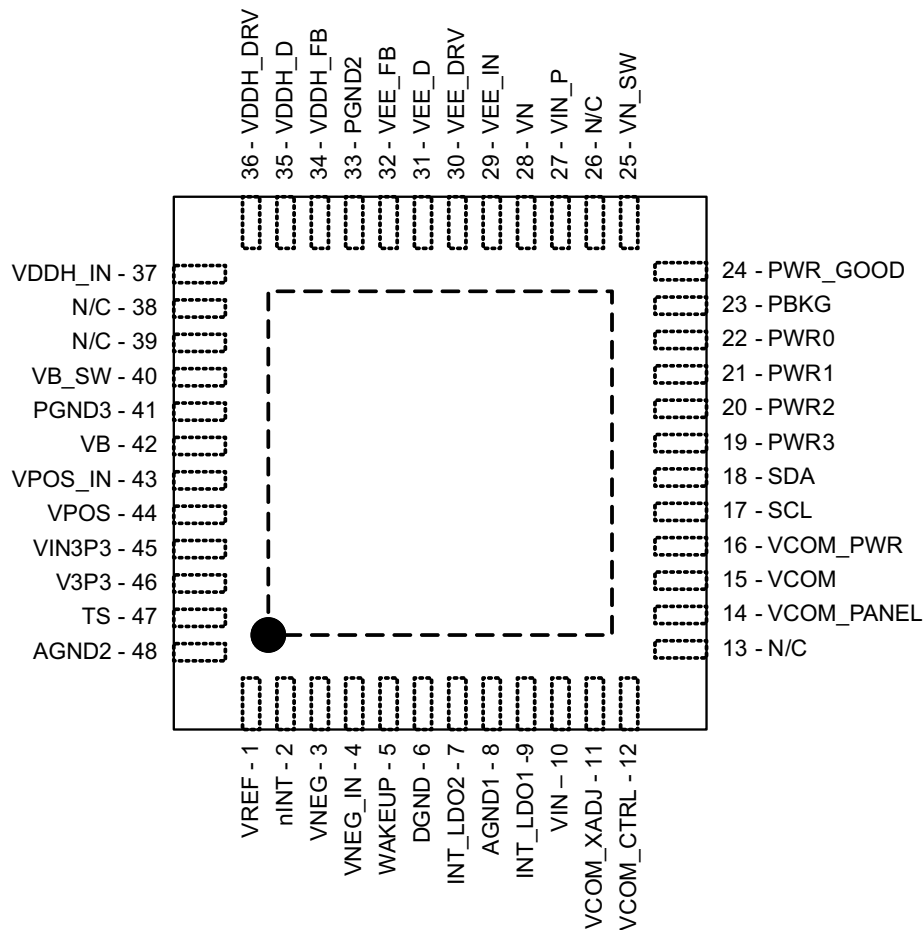 36 - VDDH_DRV
35 - VDDH_D
34 - VDDH_FB
33 - PGND2
32 - VEE_FB
31 - VEE_D
30 - VEE_DRV
29 - VEE_IN
28 - VN
27 - VIN_P
26 - N/C
25 - VN_SW
VDDH_IN - 37
N/C - 38
N/C - 39
VB_SW - 40
PGND3 - 41
VB - 42
VPOS_IN - 43
VPOS - 44
VIN3P3 - 45
V3P3 - 46
TS - 47
AGND2 - 48
24 - PWR_GOOD
23 - PBKG
22 - PWR0
21 - PWR1
20 - PWR2
19 - PWR3
18 - SDA
17 - SCL
16 - VCOM_PWR
15 - VCOM
14 - VCOM_PANEL
13 - N/C
VREF - 1
nINT - 2
VNEG - 3
VNEG_IN - 4
WAKEUP - 5
DGND - 6
INT_LDO2 - 7
AGND1 - 8
INT_LDO1 -9
VIN – 10
VCOM_XADJ - 11
VCOM_CTRL - 12